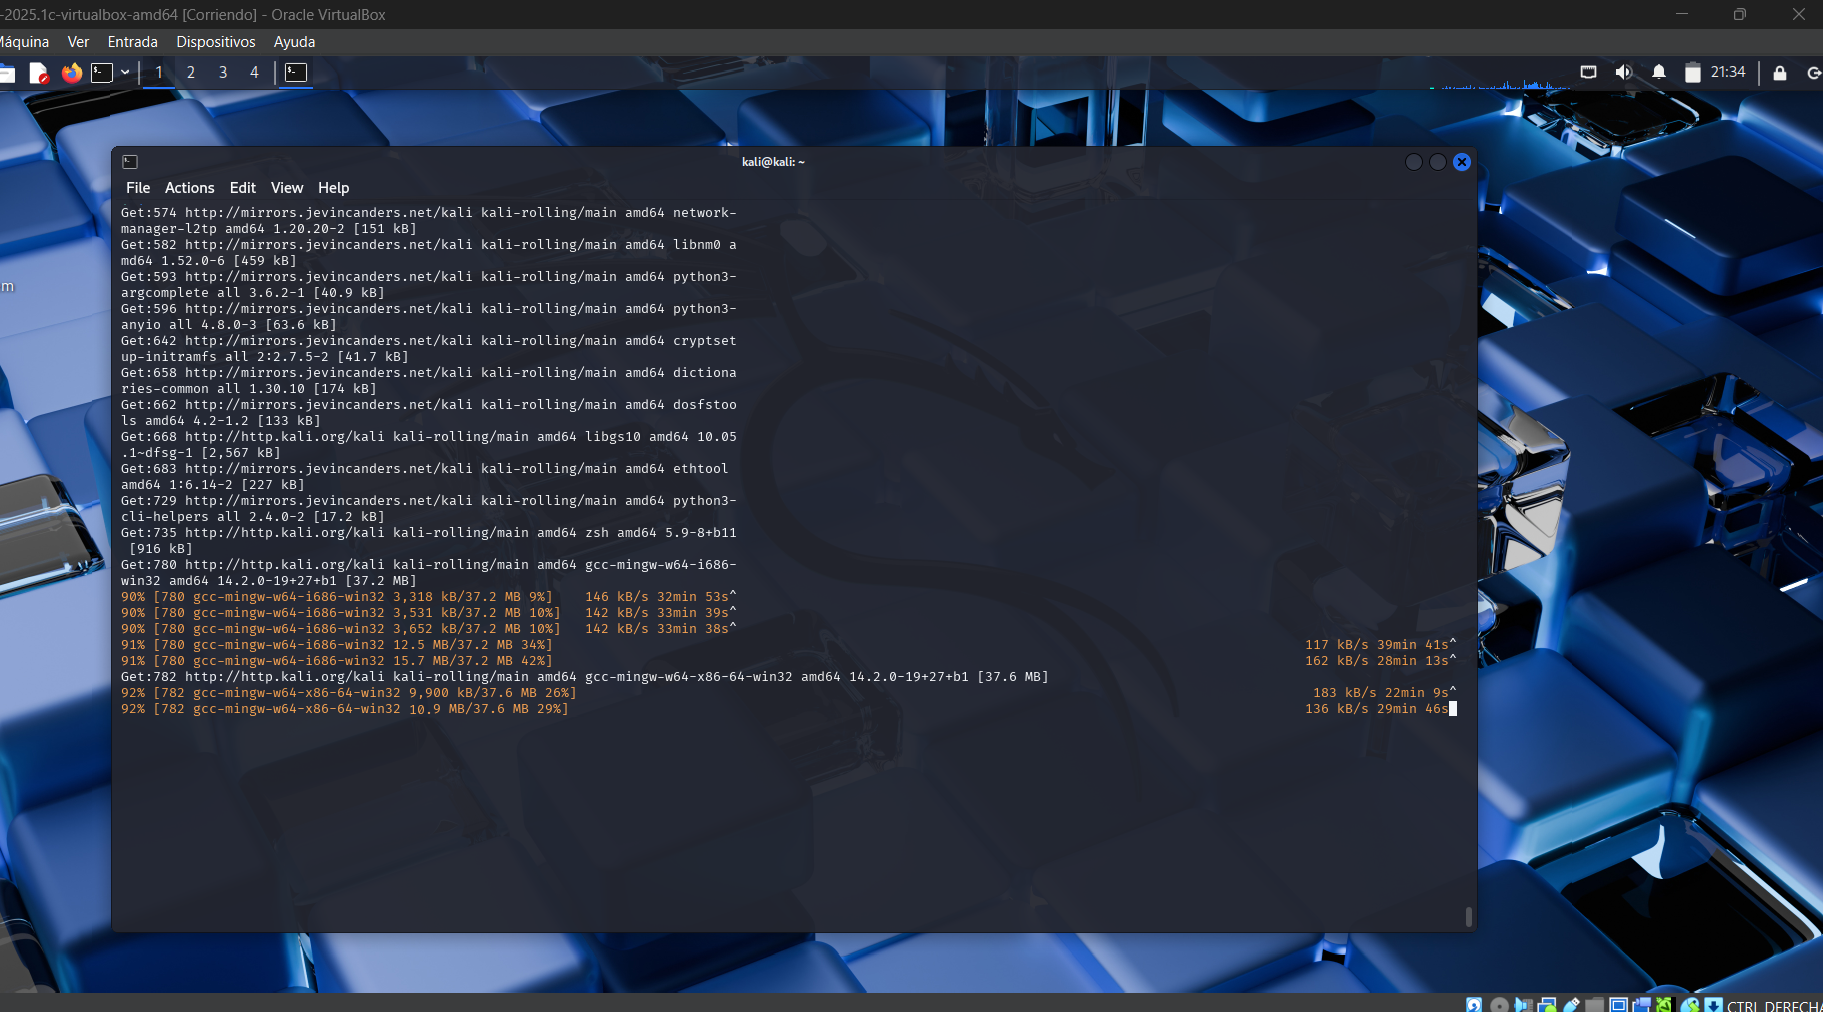 -2025.1c-virtualbox-amd64 [Corriendo] - Oracle VirtualBox
Máquina Ver Entrada Dispositivos Ayuda
1 2 3 4 21:34
kali@kali: ~
File Actions Edit View Help
Get:574 http://mirrors.jevincanders.net/kali kali-rolling/main amd64 network-
manager-l2tp amd64 1.20.20-2 [151 kB]
Get:582 http://mirrors.jevincanders.net/kali kali-rolling/main amd64 libnm0 a
md64 1.52.0-6 [459 kB]
Get:593 http://mirrors.jevincanders.net/kali kali-rolling/main amd64 python3-
argcomplete all 3.6.2-1 [40.9 kB]
Get:596 http://mirrors.jevincanders.net/kali kali-rolling/main amd64 python3-
anyio all 4.8.0-3 [63.6 kB]
Get:642 http://mirrors.jevincanders.net/kali kali-rolling/main amd64 cryptset
up-initramfs all 2:2.7.5-2 [41.7 kB]
Get:658 http://mirrors.jevincanders.net/kali kali-rolling/main amd64 dictiona
ries-common all 1.30.10 [174 kB]
Get:662 http://mirrors.jevincanders.net/kali kali-rolling/main amd64 dosfstoo
ls amd64 4.2-1.2 [133 kB]
Get:668 http://http.kali.org/kali kali-rolling/main amd64 libgs10 amd64 10.05
.1~dfsg-1 [2,567 kB]
Get:683 http://mirrors.jevincanders.net/kali kali-rolling/main amd64 ethtool
amd64 1:6.14-2 [227 kB]
Get:729 http://mirrors.jevincanders.net/kali kali-rolling/main amd64 python3-
cli-helpers all 2.4.0-2 [17.2 kB]
Get:735 http://http.kali.org/kali kali-rolling/main amd64 zsh amd64 5.9-8+b11
[916 kB]
Get:780 http://http.kali.org/kali kali-rolling/main amd64 gcc-mingw-w64-i686-
win32 amd64 14.2.0-19+27+b1 [37.2 MB]
90% [780 gcc-mingw-w64-i686-win32 3,318 kB/37.2 MB 9%] 146 kB/s 32min 53s^
90% [780 gcc-mingw-w64-i686-win32 3,531 kB/37.2 MB 10%] 142 kB/s 33min 39s^
90% [780 gcc-mingw-w64-i686-win32 3,652 kB/37.2 MB 10%] 142 kB/s 33min 38s^
91% [780 gcc-mingw-w64-i686-win32 12.5 MB/37.2 MB 34%] 117 kB/s 39min 41s^
91% [780 gcc-mingw-w64-i686-win32 15.7 MB/37.2 MB 42%] 162 kB/s 28min 13s^
Get:782 http://http.kali.org/kali kali-rolling/main amd64 gcc-mingw-w64-x86-64-win32 amd64 14.2.0-19+27+b1 [37.6 MB]
92% [782 gcc-mingw-w64-x86-64-win32 9,900 kB/37.6 MB 26%] 183 kB/s 22min 9s^
92% [782 gcc-mingw-w64-x86-64-win32 10.9 MB/37.6 MB 29%] 136 kB/s 29min 46s
m
CTRL DERECHA